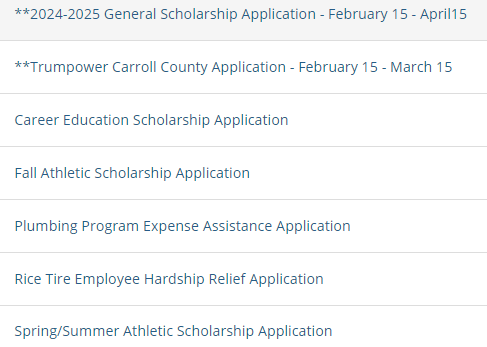 **2024-2025 General Scholarship Application - February 15 - April15
**Trumpower Carroll County Application - February 15 - March 15
Career Education Scholarship Application
Fall Athletic Scholarship Application
Plumbing Program Expense Assistance Application
Rice Tire Employee Hardship Relief Application
Spring/Summer Athletic Scholarship Application